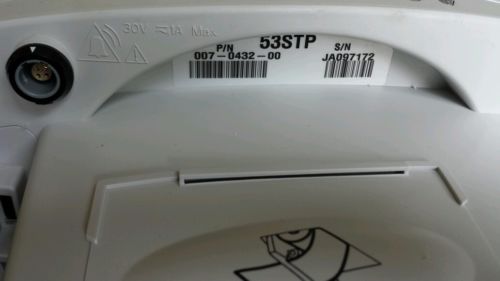 30V ⎓1A Max
P/N 53STP S/N
007-0432-00 JA097172